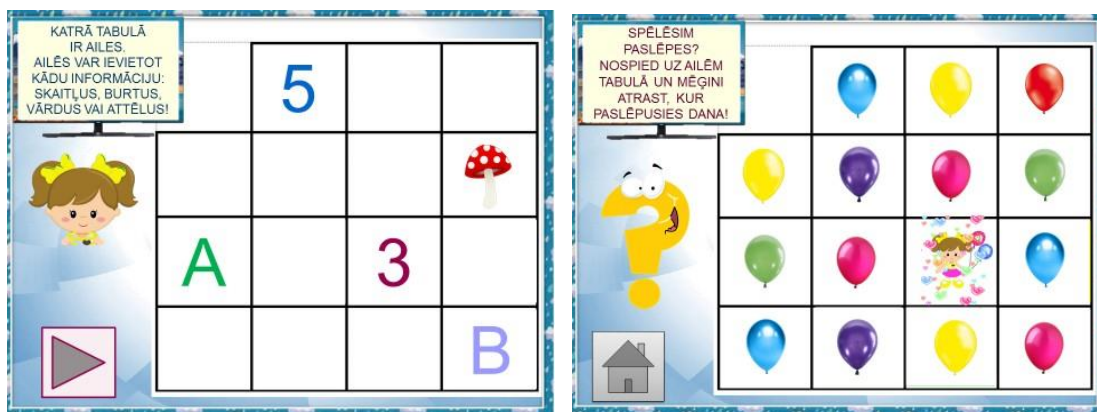 KATRĀ TABULĀ
IR AILES.
AILĒS VAR IEVIETOT
KĀDU INFORMĀCIJU:
SKAITĻUS, BURTUS,
VĀRDUS VAI ATTĒLUS!
5
A
3
B
SPĒLĒSIM
PASLĒPES?
NOSPIED UZ AILĒM
TABULĀ UN MĒĢINI
ATRAST, KUR
PASLĒPUSIES DANA!
?